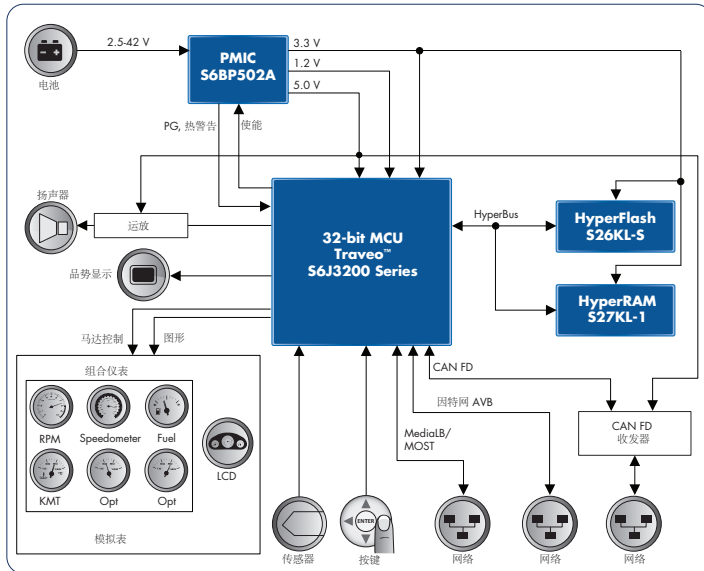 2.5-42 V
电池
PMIC
S6BP502A
3.3 V
1.2 V
5.0 V
PG, 热警告
使能
扬声器
运放
32-bit MCU
Traveo™
S6J3200 Series
HyperBus
HyperFlash
S26KL-S
HyperRAM
S27KL-1
品势显示
马达控制
图形
组合仪表
RPM
Speedometer
Fuel
KMT
Opt
Opt
LCD
模拟表
CAN FD
因特网 AVB
MediaLB/
MOST
CAN FD
收发器
传感器
ENTER
按键
网络
网络
网络